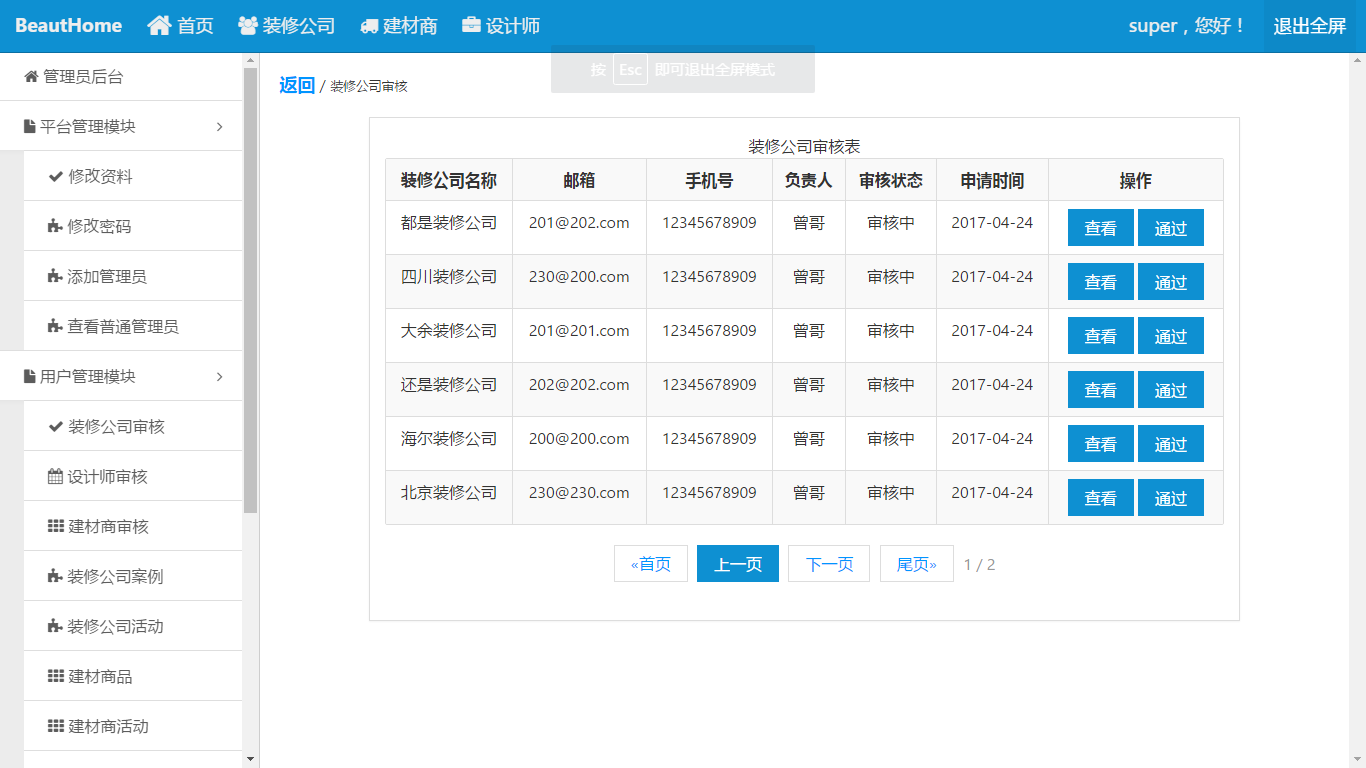 BeautHome 首页 装修公司 建材商 设计师 super，您好！ 退出全屏
按 Esc 即可退出全屏模式
管理员后台
平台管理模块
修改资料
修改密码
添加管理员
查看普通管理员
用户管理模块
装修公司审核
设计师审核
建材商审核
装修公司案例
装修公司活动
建材商品
建材商活动
返回 / 装修公司审核
装修公司审核表
装修公司名称 邮箱 手机号 负责人 审核状态 申请时间 操作
都是装修公司 201@202.com 12345678909 曾哥 审核中 2017-04-24 查看 通过
四川装修公司 230@200.com 12345678909 曾哥 审核中 2017-04-24 查看 通过
大余装修公司 201@201.com 12345678909 曾哥 审核中 2017-04-24 查看 通过
还是装修公司 202@202.com 12345678909 曾哥 审核中 2017-04-24 查看 通过
海尔装修公司 200@200.com 12345678909 曾哥 审核中 2017-04-24 查看 通过
北京装修公司 230@230.com 12345678909 曾哥 审核中 2017-04-24 查看 通过
«首页 上一页 下一页 尾页» 1 / 2